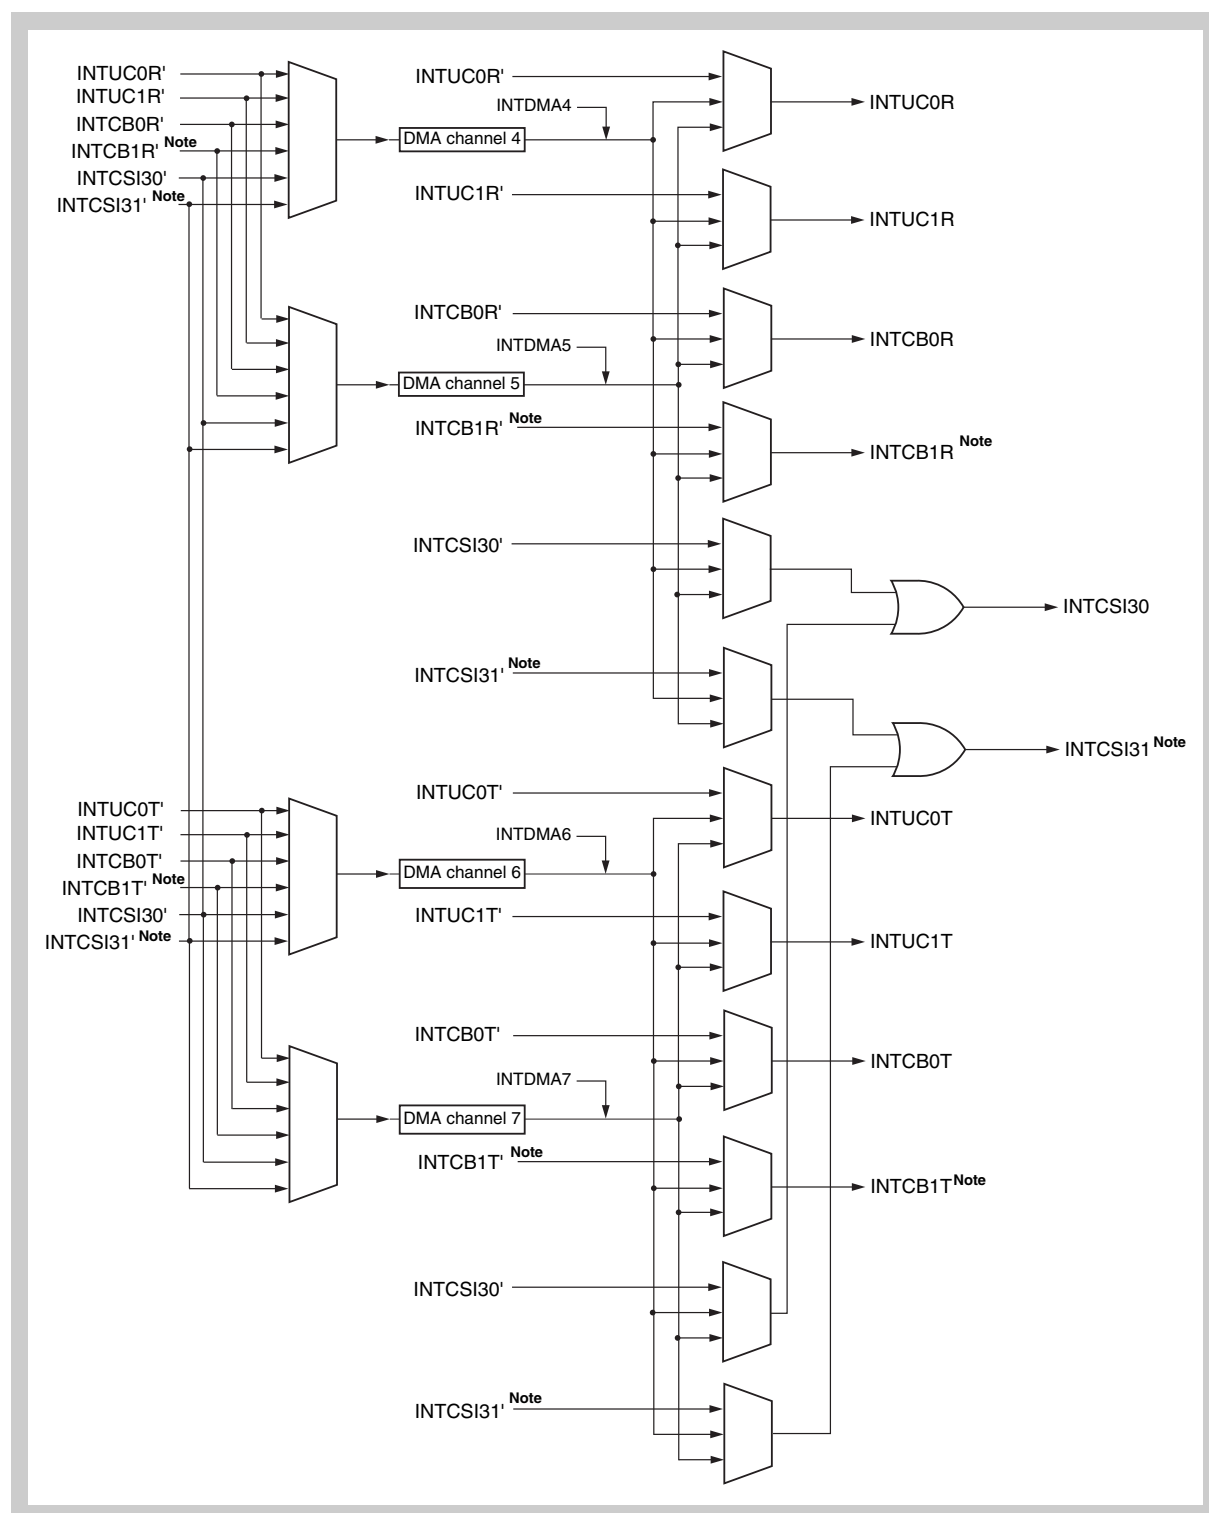 INTUC0R'
INTUC1R'
INTCB0R'
INTCB1R' Note
INTCSI30'
INTCSI31' Note
INTUC0R'
INTDMA4
DMA channel 4
INTUC0R
INTUC1R'
INTUC1R
INTCB0R'
INTCB0R
INTDMA5
DMA channel 5
INTCB1R' Note
INTCB1R Note
INTCSI30'
INTCSI30
INTCSI31' Note
INTCSI31 Note
INTUC0T'
INTUC1T'
INTCB0T'
INTCB1T' Note
INTCSI30'
INTCSI31' Note
INTUC0T'
INTUC0T
INTDMA6
DMA channel 6
INTUC1T'
INTUC1T
INTCB0T'
INTCB0T
INTDMA7
DMA channel 7
INTCB1T' Note
INTCB1T Note
INTCSI30'
INTCSI31' Note